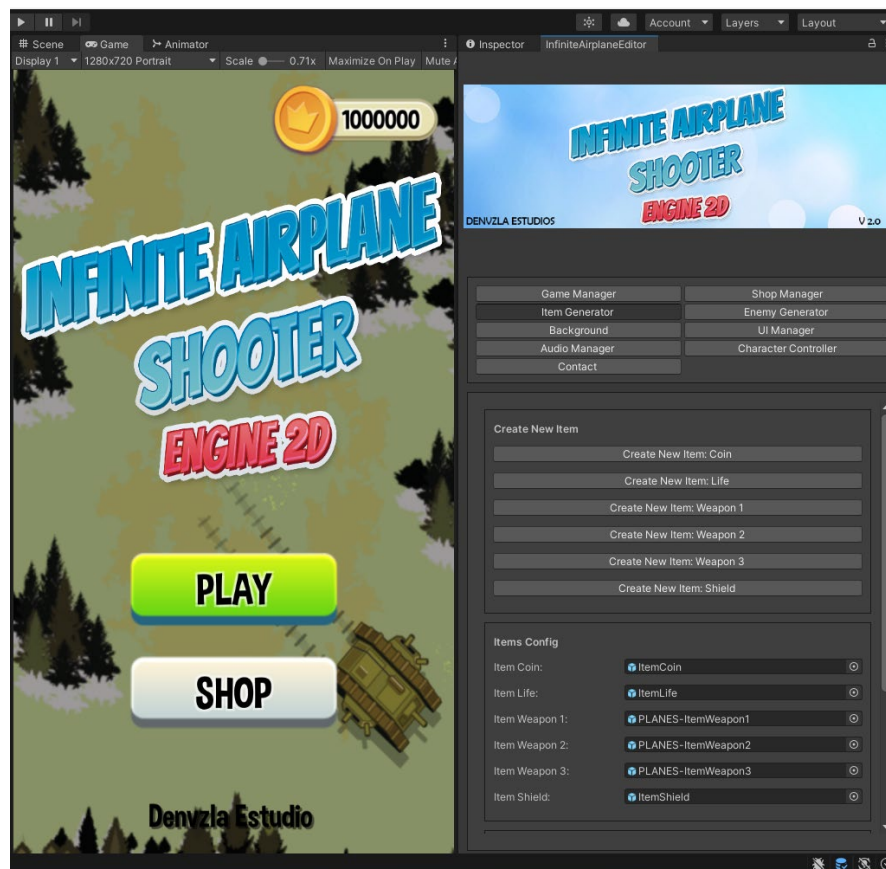 Account Layers Layout
Scene Game Animator
Display 1 1280x720 Portrait Scale 0.71x Maximize On Play Mute
1000000
INFINITE AIRPLANE
SHOOTER
ENGINE 2D
PLAY
SHOP
Denvzla Estudio
Inspector InfiniteAirplaneEditor
INFINITE AIRPLANE
SHOOTER
ENGINE 2D
DENVZLA ESTUDIOS V 2.0
Game Manager Shop Manager
Item Generator Enemy Generator
Background UI Manager
Audio Manager Character Controller
Contact
Create New Item
Create New Item: Coin
Create New Item: Life
Create New Item: Weapon 1
Create New Item: Weapon 2
Create New Item: Weapon 3
Create New Item: Shield
Items Config
Item Coin: ItemCoin
Item Life: ItemLife
Item Weapon 1: PLANES-ItemWeapon1
Item Weapon 2: PLANES-ItemWeapon2
Item Weapon 3: PLANES-ItemWeapon3
Item Shield: ItemShield